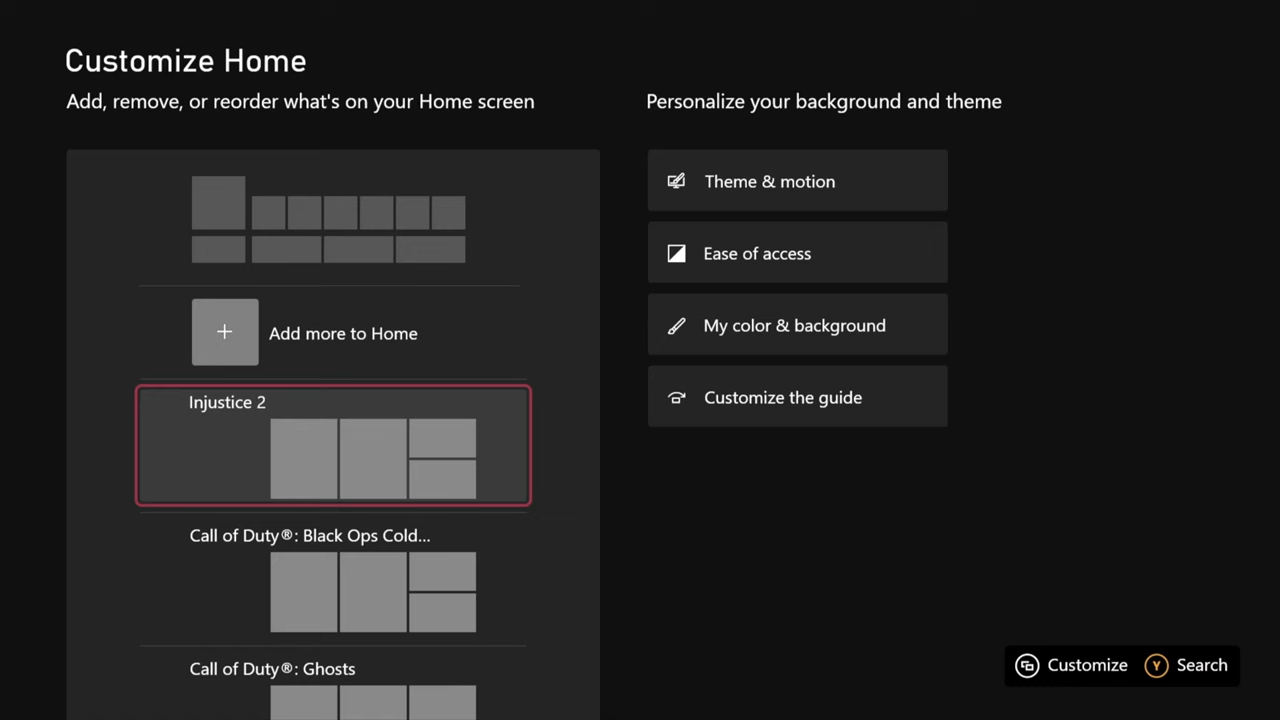 Customize Home
Add, remove, or reorder what's on your Home screen
Personalize your background and theme
Theme & motion
Ease of access
Add more to Home
My color & background
Injustice 2
Customize the guide
Call of Duty®: Black Ops Cold...
Call of Duty®: Ghosts
Customize
Y Search